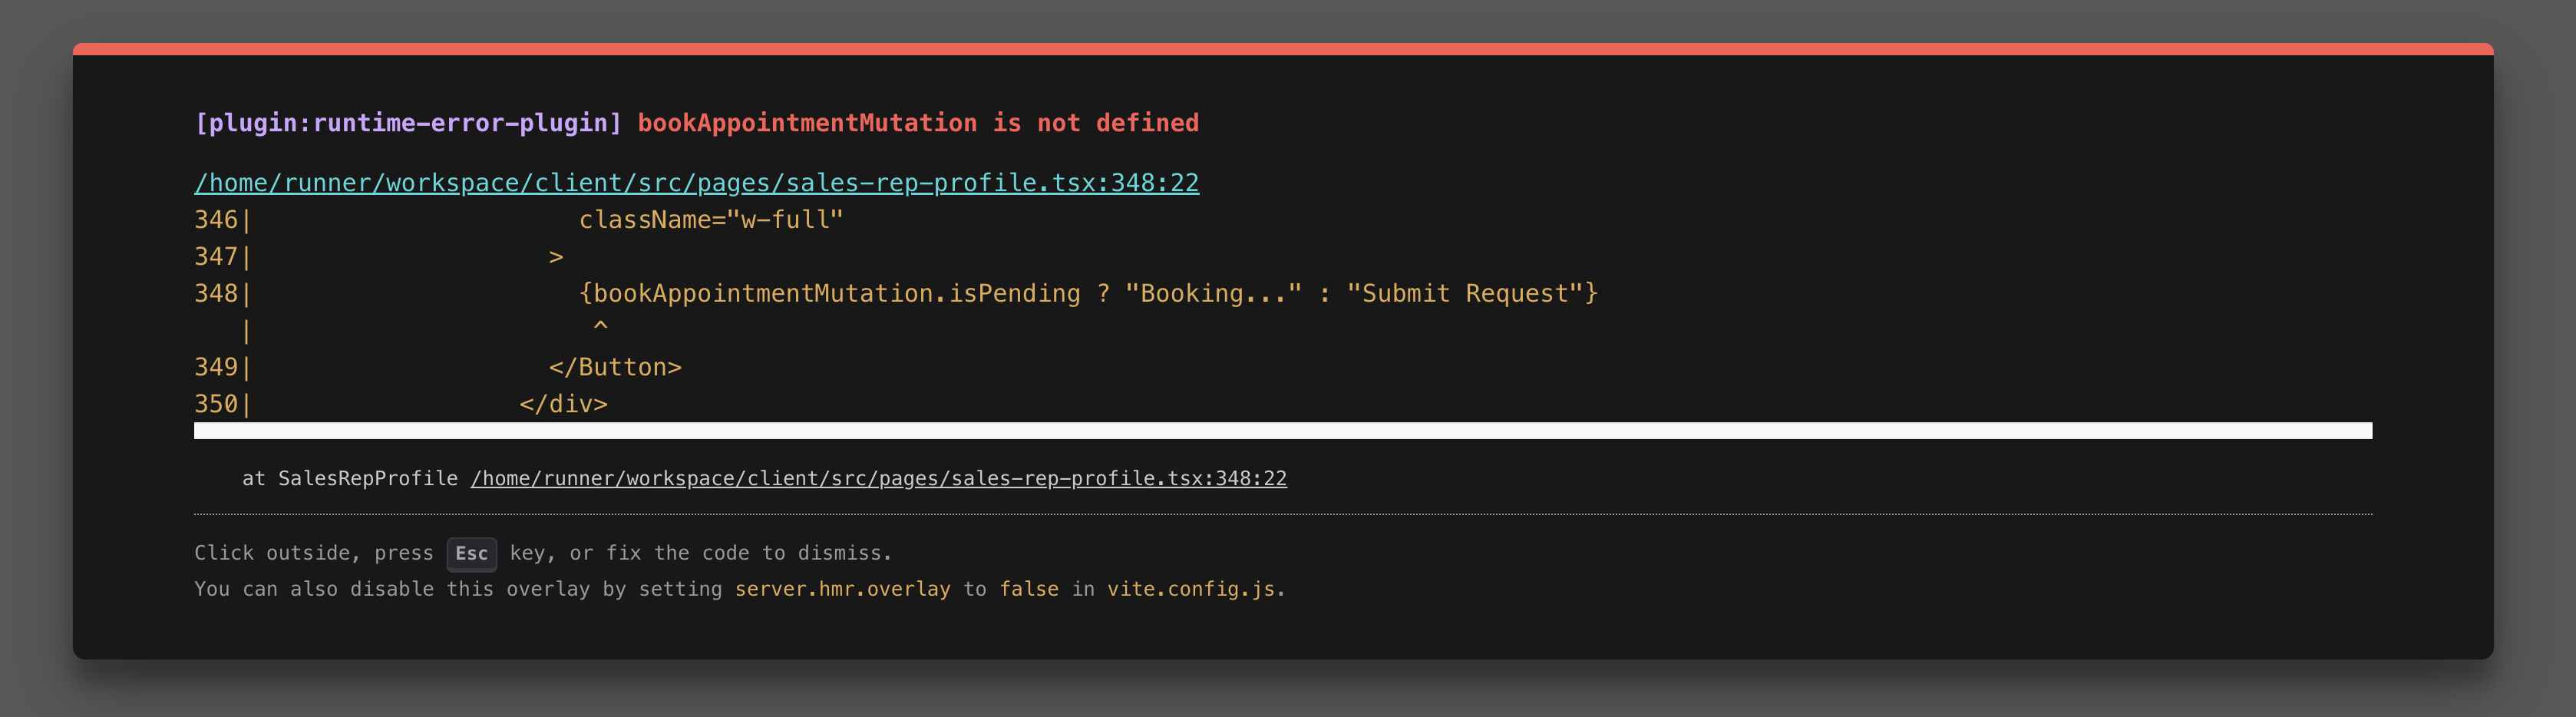 [plugin:runtime-error-plugin] bookAppointmentMutation is not defined
/home/runner/workspace/client/src/pages/sales-rep-profile.tsx:348:22
346|                      className="w-full"
347|                    >
348|                      {bookAppointmentMutation.isPending ? "Booking..." : "Submit Request"}
   |                       ^
349|                    </Button>
350|                  </div>
at SalesRepProfile /home/runner/workspace/client/src/pages/sales-rep-profile.tsx:348:22
Click outside, press Esc key, or fix the code to dismiss.
You can also disable this overlay by setting server.hmr.overlay to false in vite.config.js.